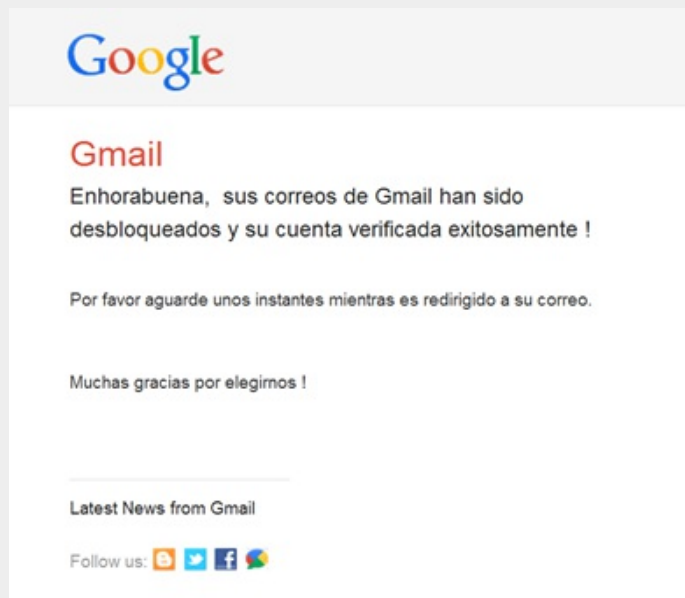 Google
Gmail
Enhorabuena, sus correos de Gmail han sido
desbloqueados y su cuenta verificada exitosamente !
Por favor aguarde unos instantes mientras es redirigido a su correo.
Muchas gracias por elegirnos !
Latest News from Gmail
Follow us: